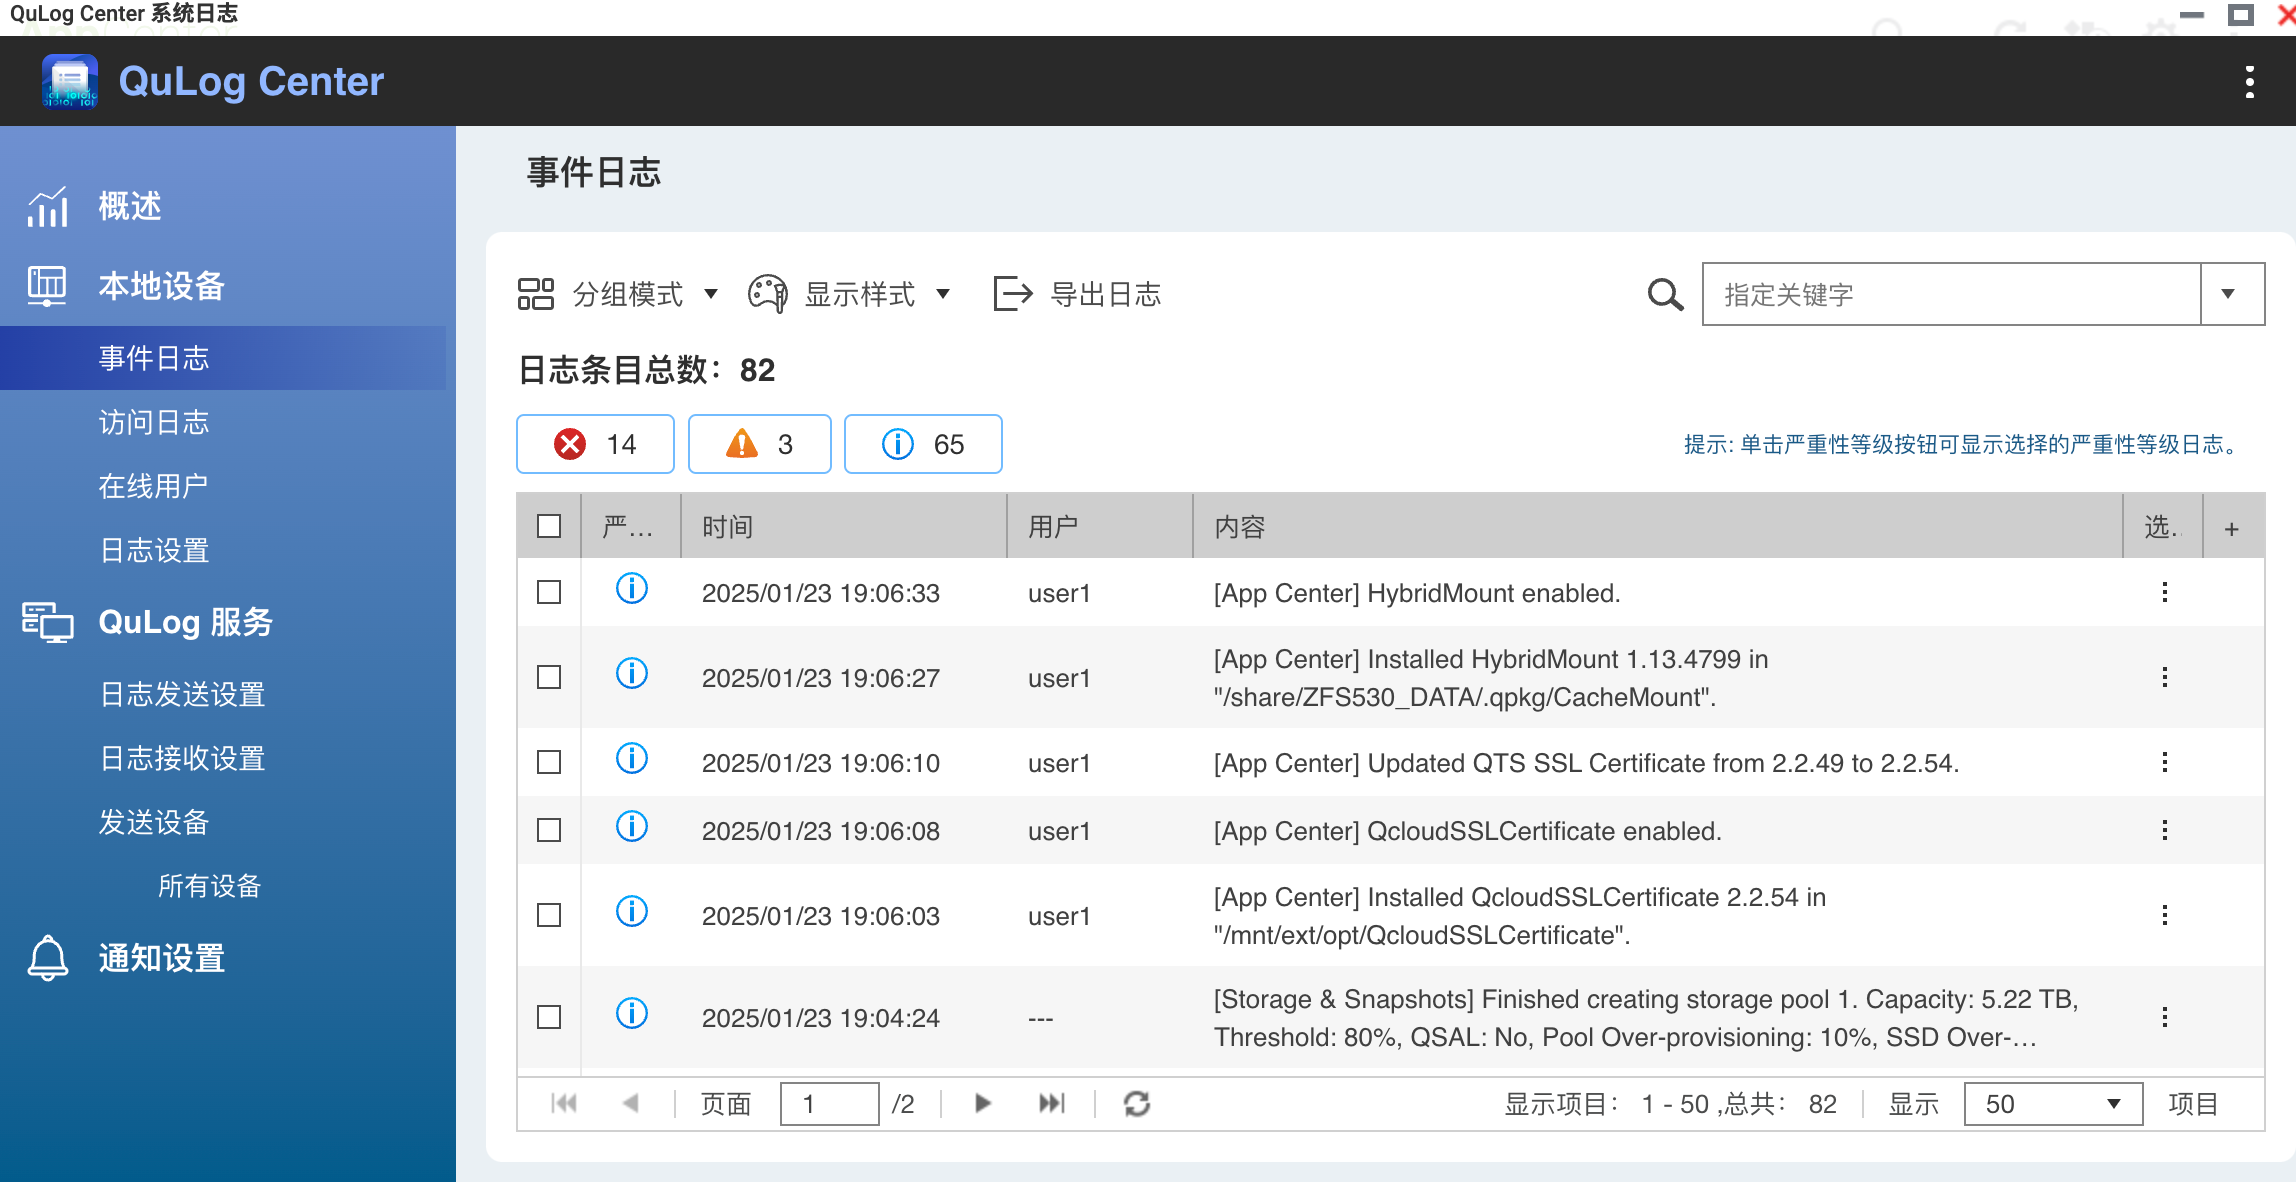 QuLog Center 系统日志
QuLog Center
概述
本地设备
事件日志
访问日志
在线用户
日志设置
QuLog 服务
日志发送设置
日志接收设置
发送设备
所有设备
通知设置
事件日志
分组模式 显示样式 导出日志 指定关键字
日志条目总数： 82
14 3 65 提示: 单击严重性等级按钮可显示选择的严重性等级日志。
严... 时间 用户 内容 选.. +
2025/01/23 19:06:33 user1 [App Center] HybridMount enabled.
2025/01/23 19:06:27 user1 [App Center] Installed HybridMount 1.13.4799 in
"/share/ZFS530_DATA/.qpkg/CacheMount".
2025/01/23 19:06:10 user1 [App Center] Updated QTS SSL Certificate from 2.2.49 to 2.2.54.
2025/01/23 19:06:08 user1 [App Center] QcloudSSLCertificate enabled.
2025/01/23 19:06:03 user1 [App Center] Installed QcloudSSLCertificate 2.2.54 in
"/mnt/ext/opt/QcloudSSLCertificate".
2025/01/23 19:04:24 --- [Storage & Snapshots] Finished creating storage pool 1. Capacity: 5.22 TB,
Threshold: 80%, QSAL: No, Pool Over-provisioning: 10%, SSD Over-...
页面 1 /2 显示项目： 1 - 50 ,总共： 82 显示 50 项目